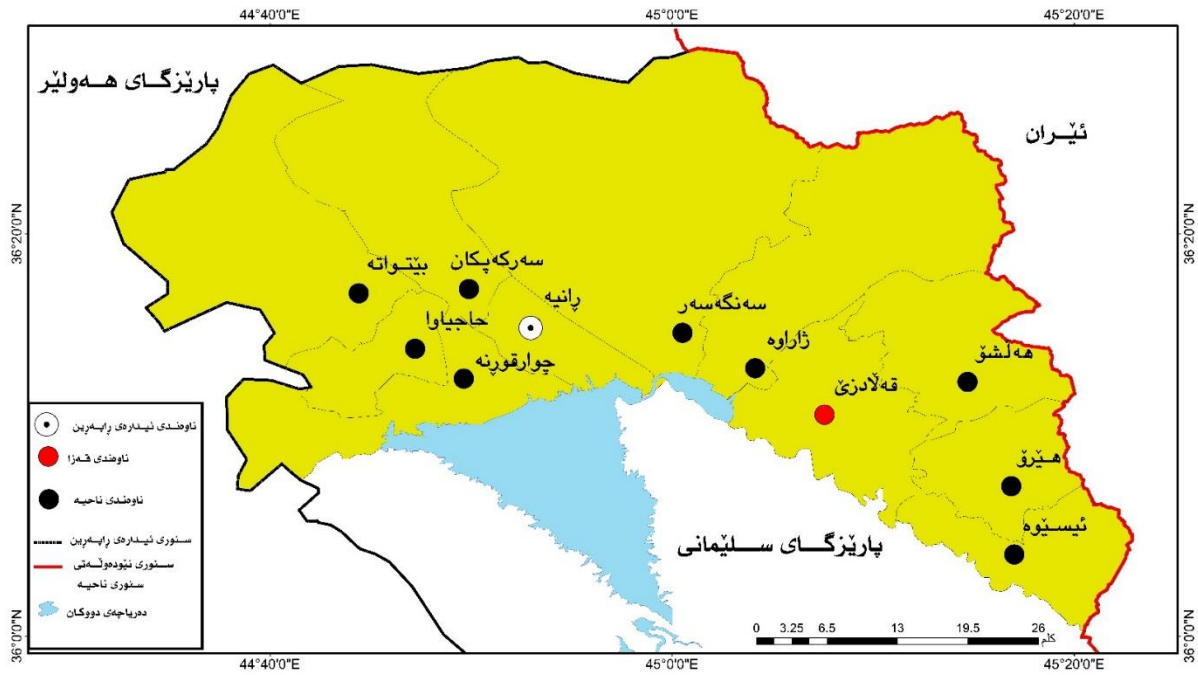 44°40'0"E
45°0'0"E
45°20'0"E
پارێزگای هەولێر
ئێران
36°20'0"N
36°20'0"N
سەرکەپکان
بێتواتە
ڕانیە
سەنگەسەر
حاجیاوا
ژاراوە
هەڵشۆ
چوارقوڕنە
قەڵادزێ
هێرۆ
ئیسێوە
پارێزگای سلێمانی
ناوەندی ئیدارەی ڕاپەڕین
ناوەندی قەزا
ناوەندی ناحیە
سنوری ئیدارەی ڕاپەڕین
سنوری نێودەوڵەتی
سنوری ناحیە
دەریاچەی دووکان
0 3.25 6.5 13 19.5 26
کلم
36°0'0"N
36°0'0"N
44°40'0"E
45°0'0"E
45°20'0"E